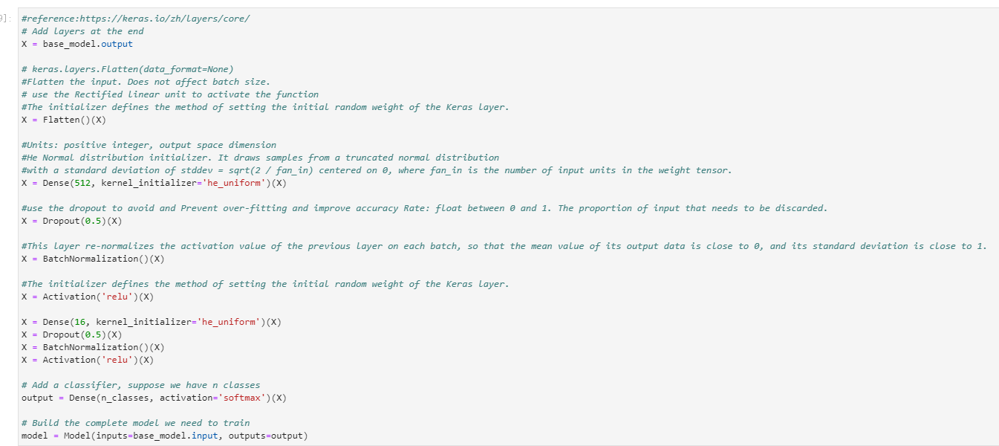 9]:
#reference:https://keras.io/zh/layers/core/
# Add layers at the end
X = base_model.output
# keras.layers.Flatten(data_format=None)
#Flatten the input. Does not affect batch size.
# use the Rectified linear unit to activate the function
#The initializer defines the method of setting the initial random weight of the Keras layer.
X = Flatten()(X)
#Units: positive integer, output space dimension
#He Normal distribution initializer. It draws samples from a truncated normal distribution
#with a standard deviation of stddev = sqrt(2 / fan_in) centered on 0, where fan_in is the number of input units in the weight tensor.
X = Dense(512, kernel_initializer='he_uniform')(X)
#use the dropout to avoid and Prevent over-fitting and improve accuracy Rate: float between 0 and 1. The proportion of input that needs to be discarded.
X = Dropout(0.5)(X)
#This layer re-normalizes the activation value of the previous layer on each batch, so that the mean value of its output data is close to 0, and its standard deviation is close to 1.
X = BatchNormalization()(X)
#The initializer defines the method of setting the initial random weight of the Keras layer.
X = Activation('relu')(X)
X = Dense(16, kernel_initializer='he_uniform')(X)
X = Dropout(0.5)(X)
X = BatchNormalization()(X)
X = Activation('relu')(X)
# Add a classifier, suppose we have n classes
output = Dense(n_classes, activation='softmax')(X)
# Build the complete model we need to train
model = Model(inputs=base_model.input, outputs=output)